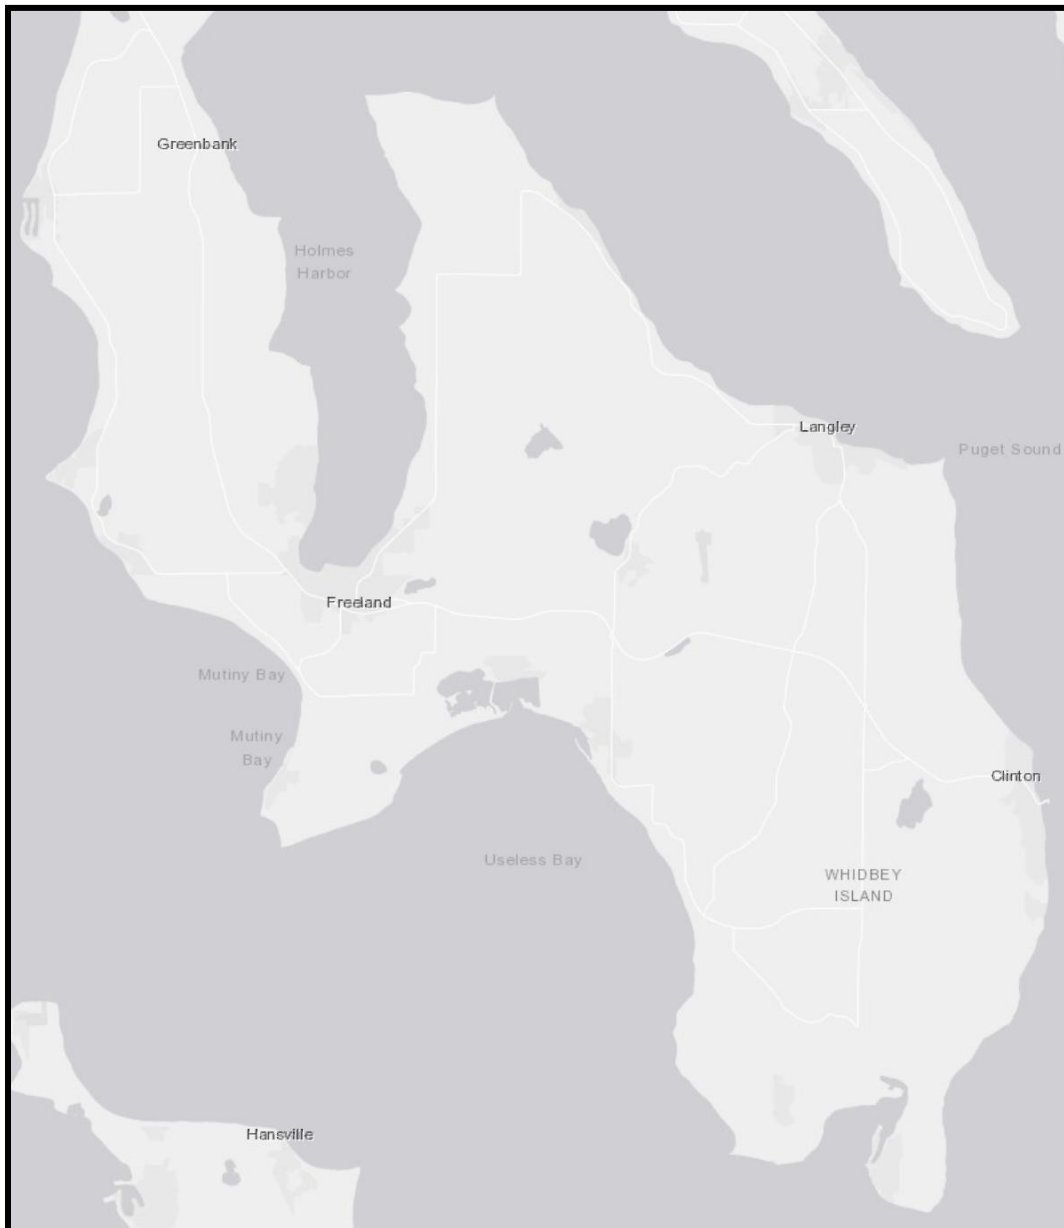 Greenbank
Holmes
Harbor
Langley
Puget Sound
Freeland
Mutiny Bay
Mutiny
Bay
Clinton
Useless Bay
WHIDBEY
ISLAND
Hansville